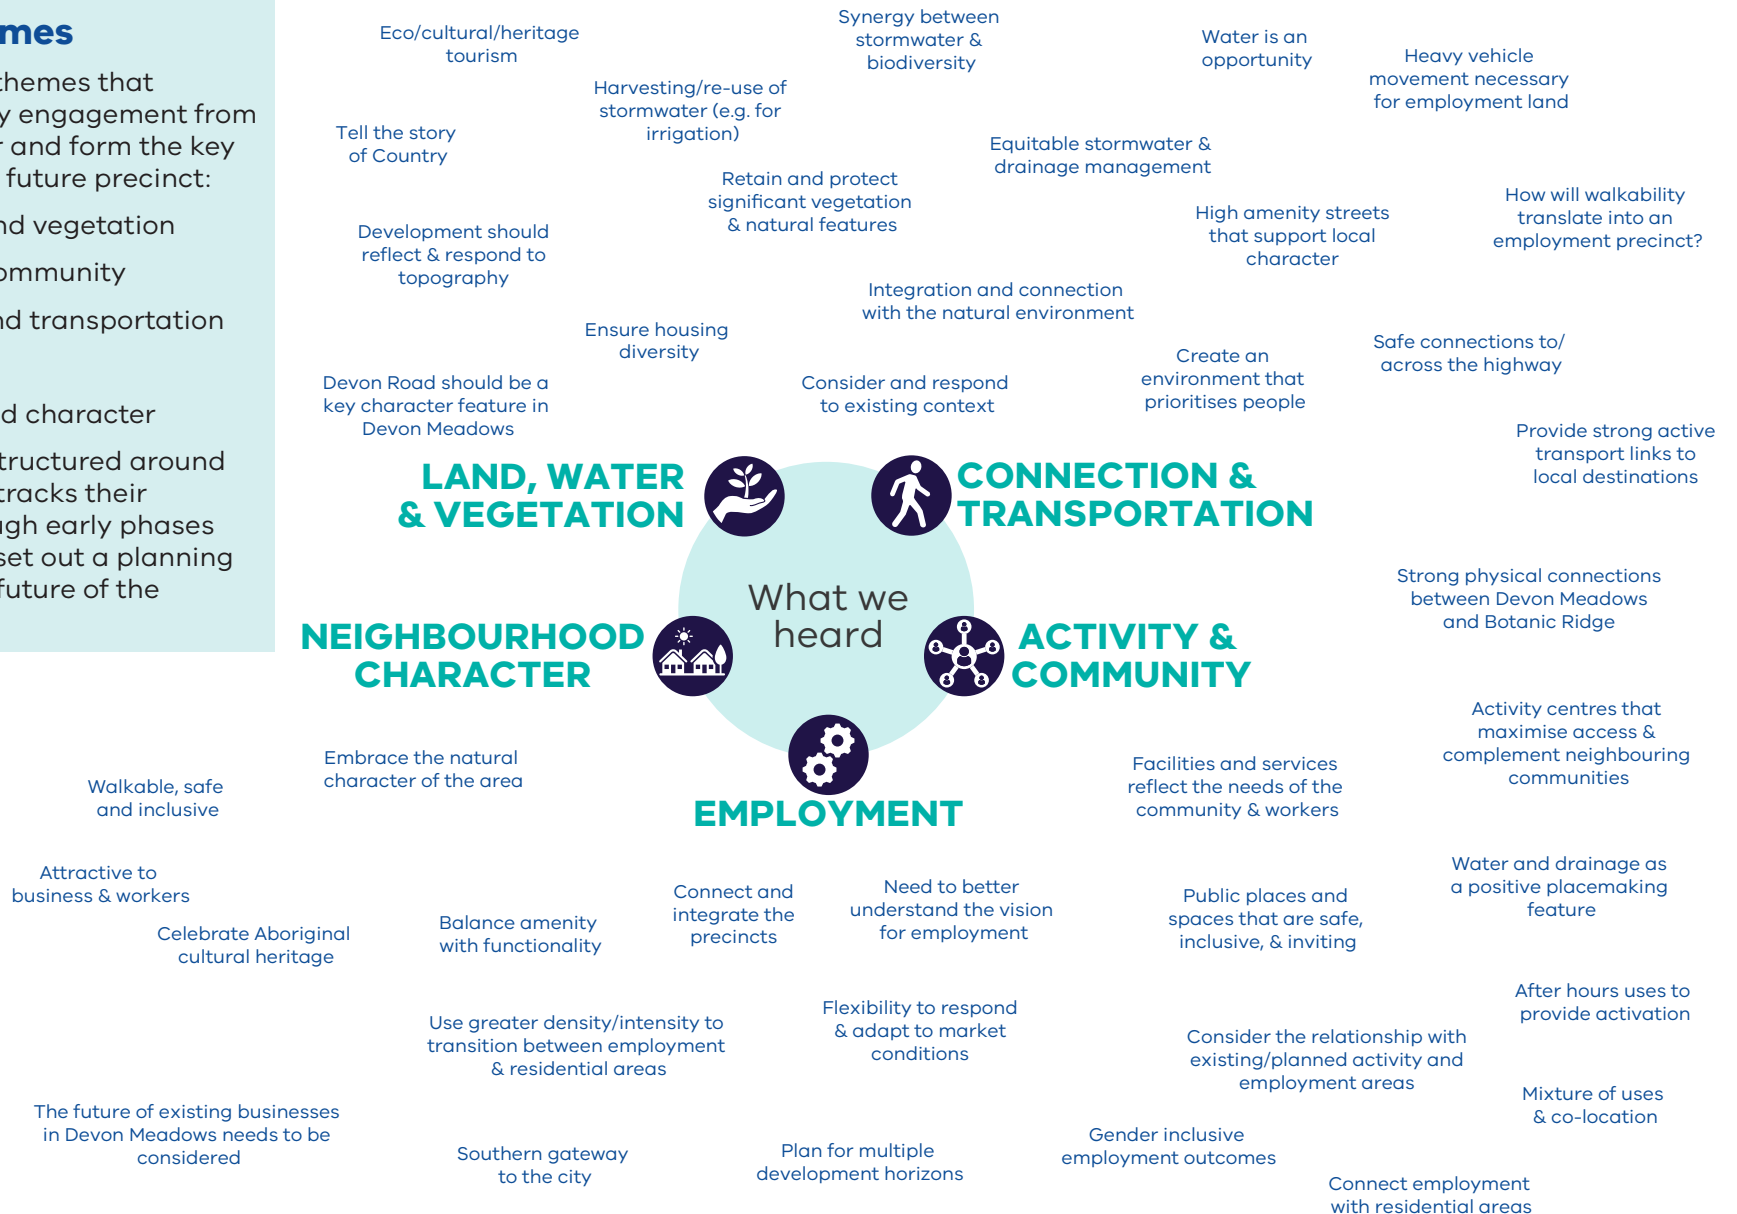 mes
themes that
y engagement from
r and form the key
future precinct:
nd vegetation
ommunity
nd transportation
d character
tructured around
tracks their
ugh early phases
set out a planning
future of the
Eco/cultural/heritage
tourism
Synergy between
stormwater &
biodiversity
Water is an
opportunity
Heavy vehicle
movement necessary
for employment land
Harvesting/re-use of
stormwater (e.g. for
irrigation)
Tell the story
of Country
Equitable stormwater &
drainage management
Retain and protect
significant vegetation
& natural features
How will walkability
translate into an
employment precinct?
High amenity streets
that support local
character
Development should
reflect & respond to
topography
Integration and connection
with the natural environment
Ensure housing
diversity
Safe connections to/
across the highway
Create an
environment that
prioritises people
Devon Road should be a
key character feature in
Devon Meadows
Consider and respond
to existing context
Provide strong active
transport links to
local destinations
LAND, WATER
& VEGETATION
CONNECTION &
TRANSPORTATION
What we
heard
Strong physical connections
between Devon Meadows
and Botanic Ridge
NEIGHBOURHOOD
CHARACTER
ACTIVITY &
COMMUNITY
EMPLOYMENT
Activity centres that
maximise access &
complement neighbouring
communities
Embrace the natural
character of the area
Facilities and services
reflect the needs of the
community & workers
Walkable, safe
and inclusive
Attractive to
business & workers
Water and drainage as
a positive placemaking
feature
Connect and
integrate the
precincts
Need to better
understand the vision
for employment
Public places and
spaces that are safe,
inclusive, & inviting
Celebrate Aboriginal
cultural heritage
Balance amenity
with functionality
After hours uses to
provide activation
Use greater density/intensity to
transition between employment
& residential areas
Flexibility to respond
& adapt to market
conditions
Consider the relationship with
existing/planned activity and
employment areas
Mixture of uses
& co-location
The future of existing businesses
in Devon Meadows needs to be
considered
Southern gateway
to the city
Plan for multiple
development horizons
Gender inclusive
employment outcomes
Connect employment
with residential areas